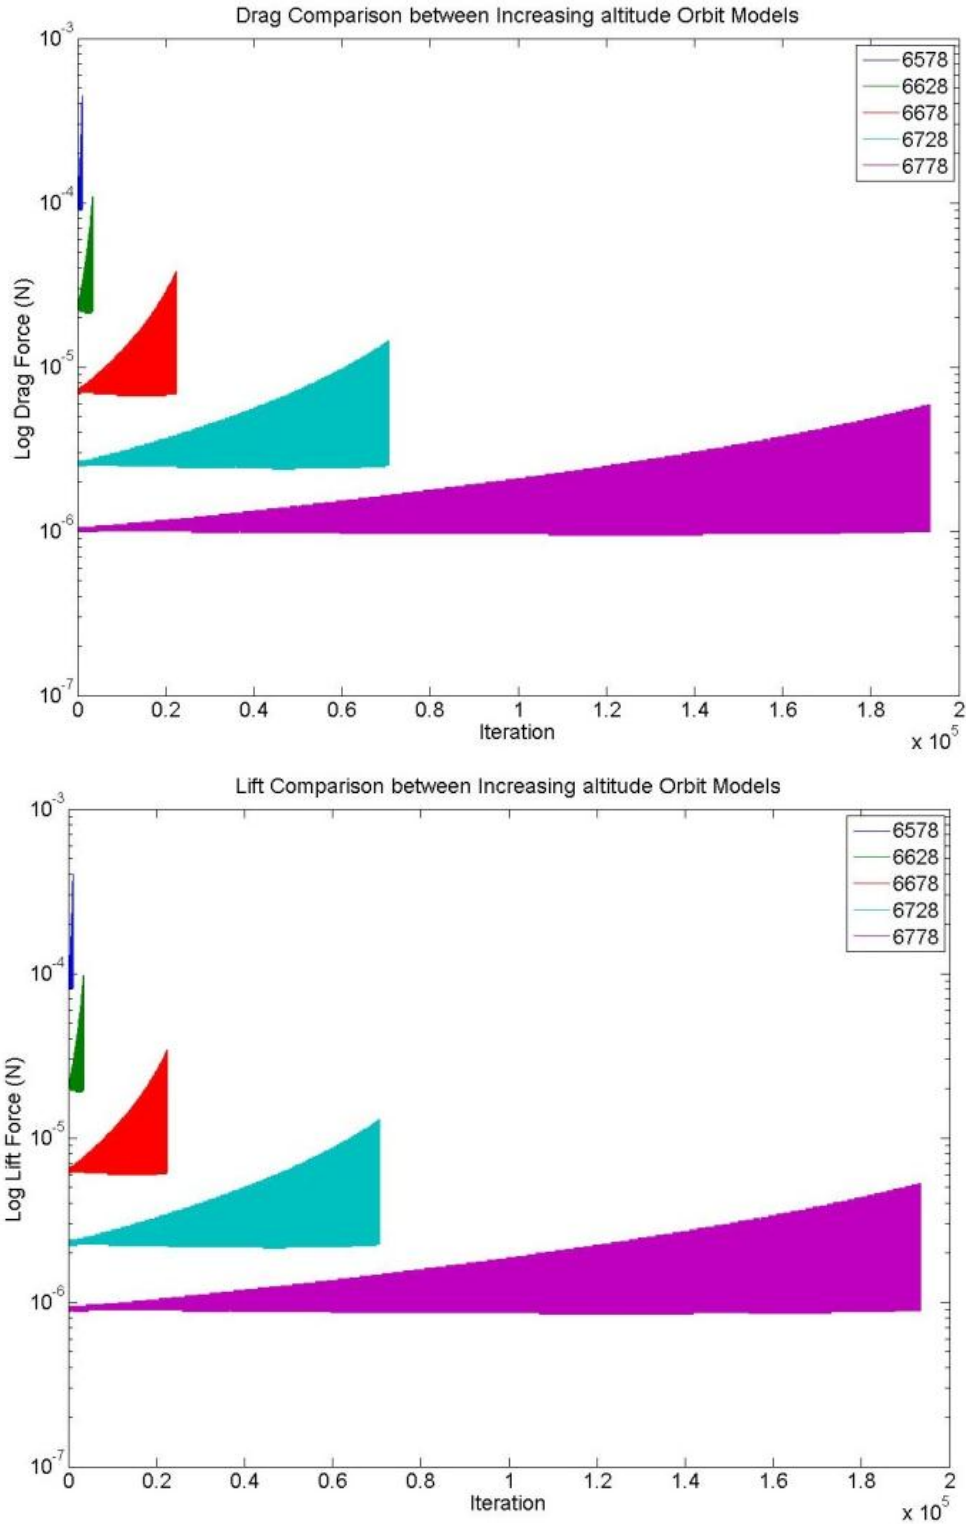 Drag Comparison between Increasing altitude Orbit Models
10^-3
10^-4
10^-5
10^-6
10^-7
Log Drag Force (N)
6578
6628
6678
6728
6778
0 0.2 0.4 0.6 0.8 1 1.2 1.4 1.6 1.8 2
Iteration
x 10^5
Lift Comparison between Increasing altitude Orbit Models
10^-3
10^-4
10^-5
10^-6
10^-7
Log Lift Force (N)
6578
6628
6678
6728
6778
0 0.2 0.4 0.6 0.8 1 1.2 1.4 1.6 1.8 2
Iteration
x 10^5